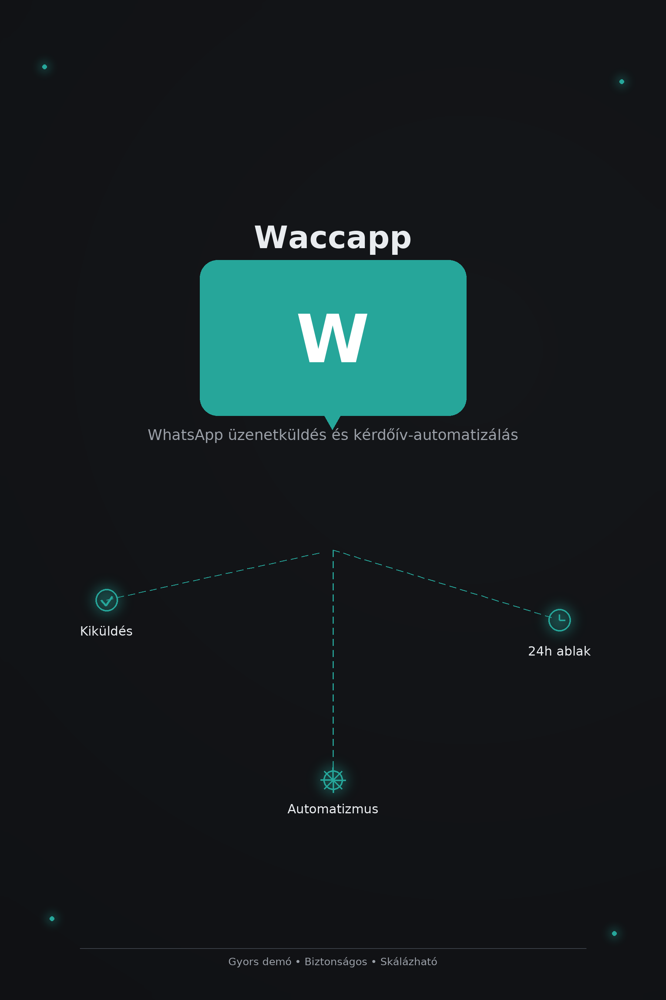 Waccapp
W
WhatsApp üzenetküldés és kérdőív-automatizálás
Kiküldés
24h ablak
Automatizmus
Gyors demó • Biztonságos • Skálázható